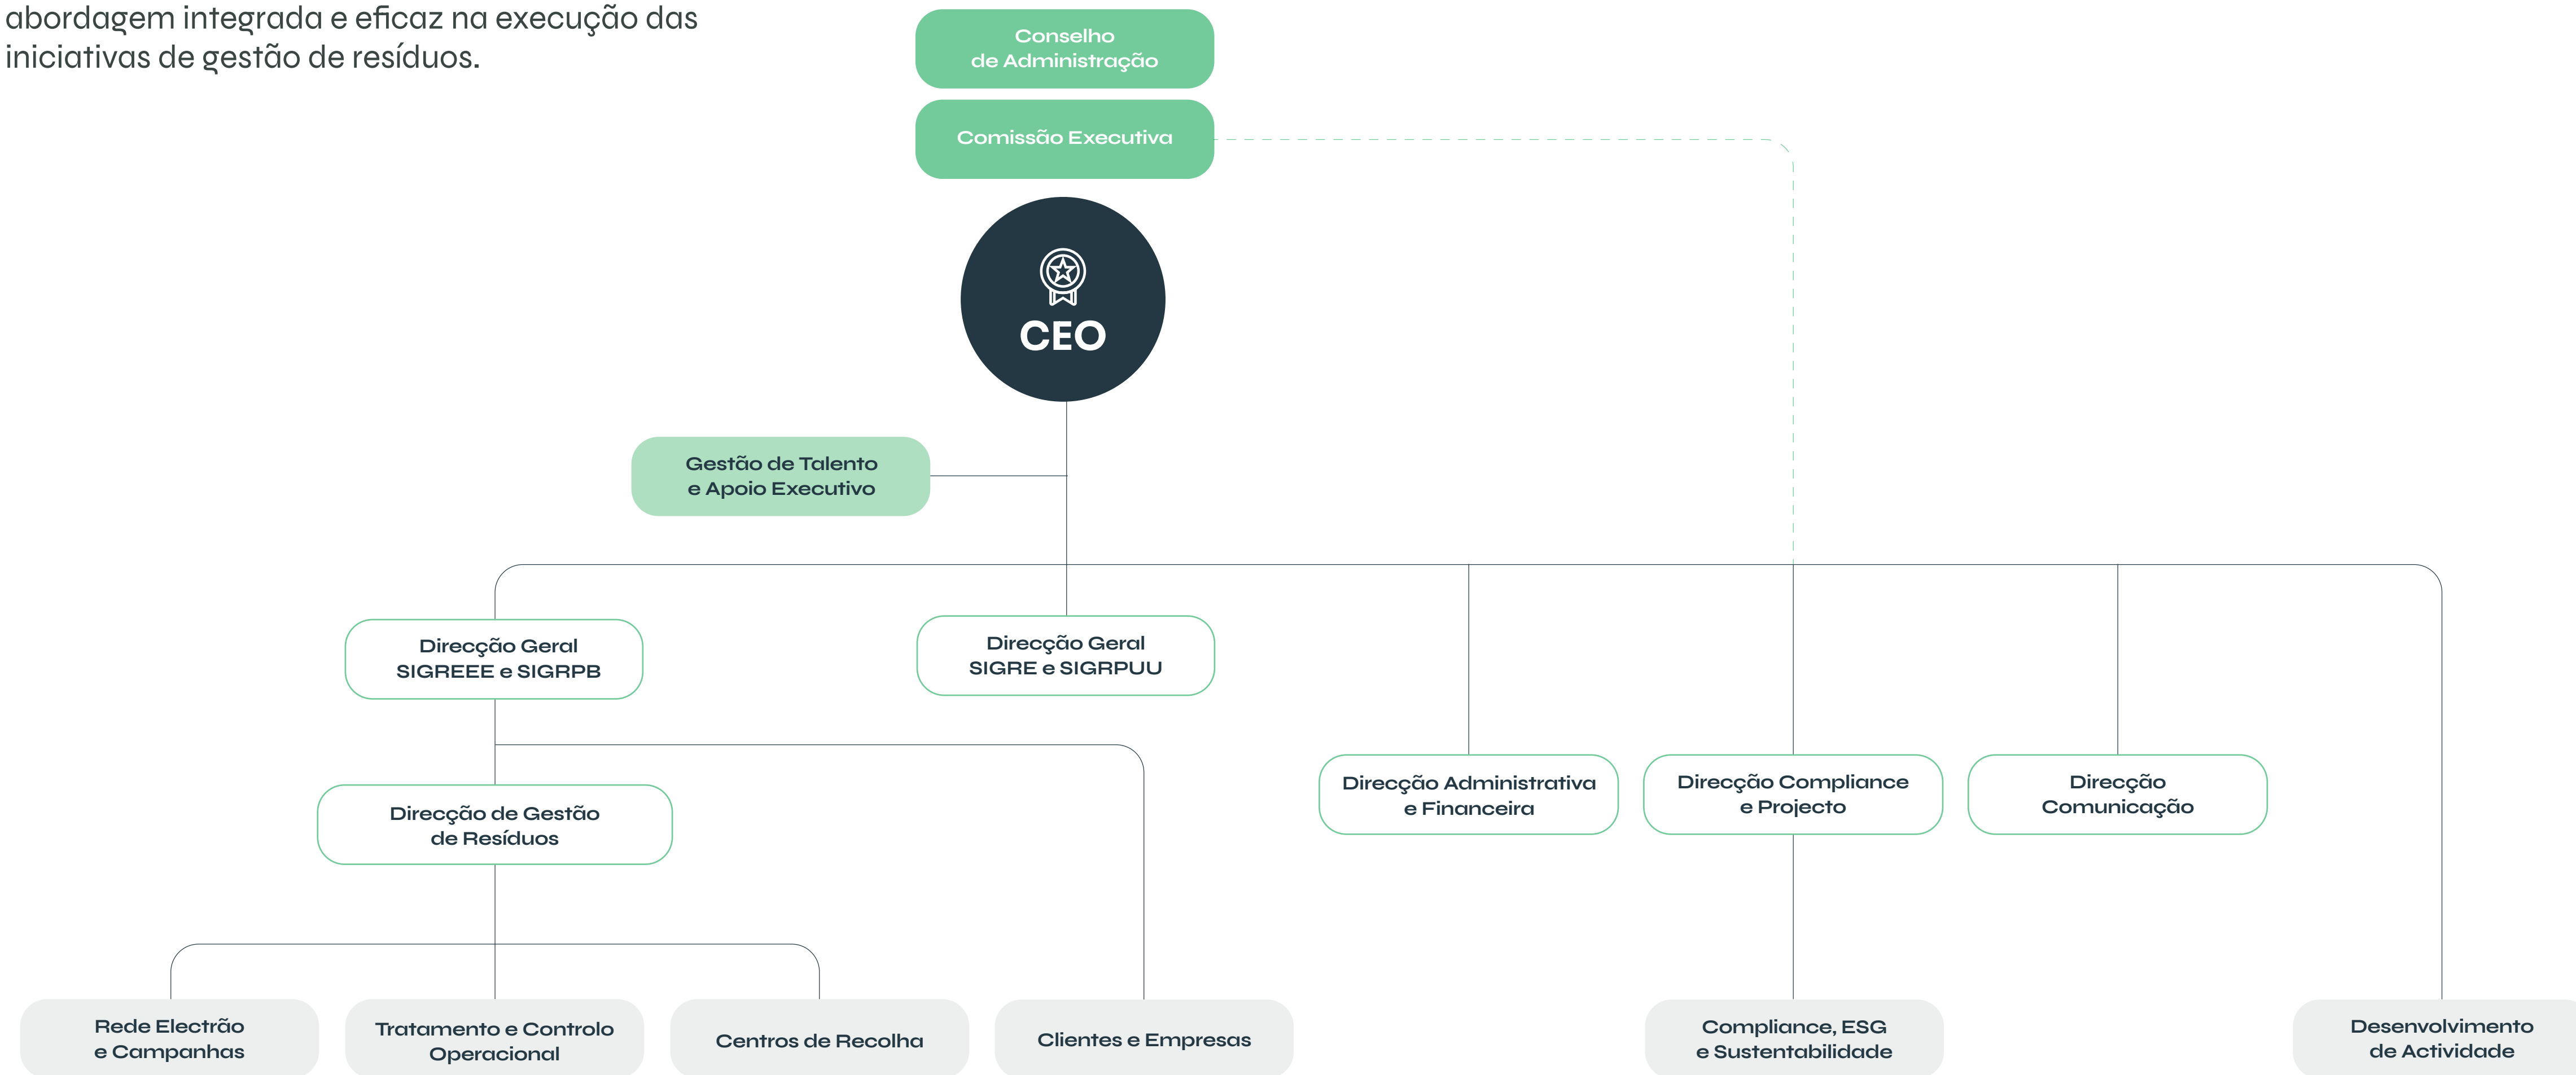 abordagem integrada e eficaz na execução das
iniciativas de gestão de resíduos.
Conselho
de Administração
Comissão Executiva
CEO
Gestão de Talento
e Apoio Executivo
Direcção Geral
SIGREEE e SIGRPB
Direcção Geral
SIGRE e SIGRPUU
Direcção de Gestão
de Resíduos
Direcção Administrativa
e Financeira
Direcção Compliance
e Projecto
Direcção
Comunicação
Rede Electrão
e Campanhas
Tratamento e Controlo
Operacional
Centros de Recolha
Clientes e Empresas
Compliance, ESG
e Sustentabilidade
Desenvolvimento
de Actividade